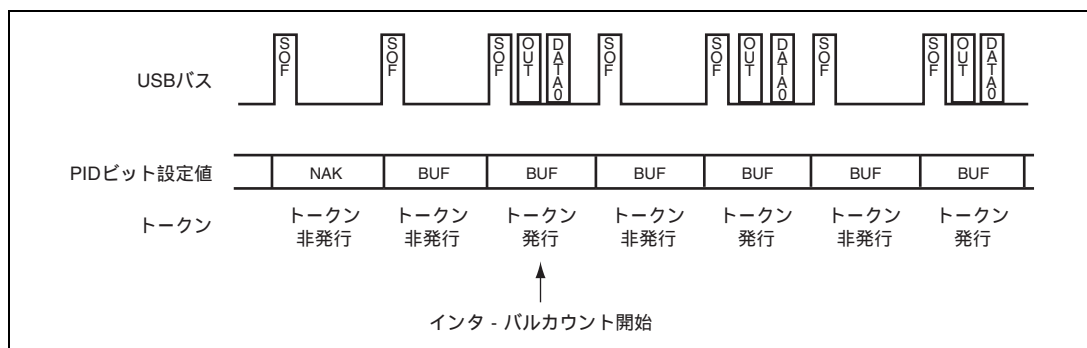 USBバス
SOF SOF SOF OUT DATA0 SOF SOF OUT DATA0 SOF SOF OUT DATA0
PIDビット設定値 NAK BUF BUF BUF BUF BUF BUF
トークン
トークン 非発行
トークン 非発行
トークン 発行
トークン 非発行
トークン 発行
トークン 非発行
トークン 発行
インタ - バルカウント開始